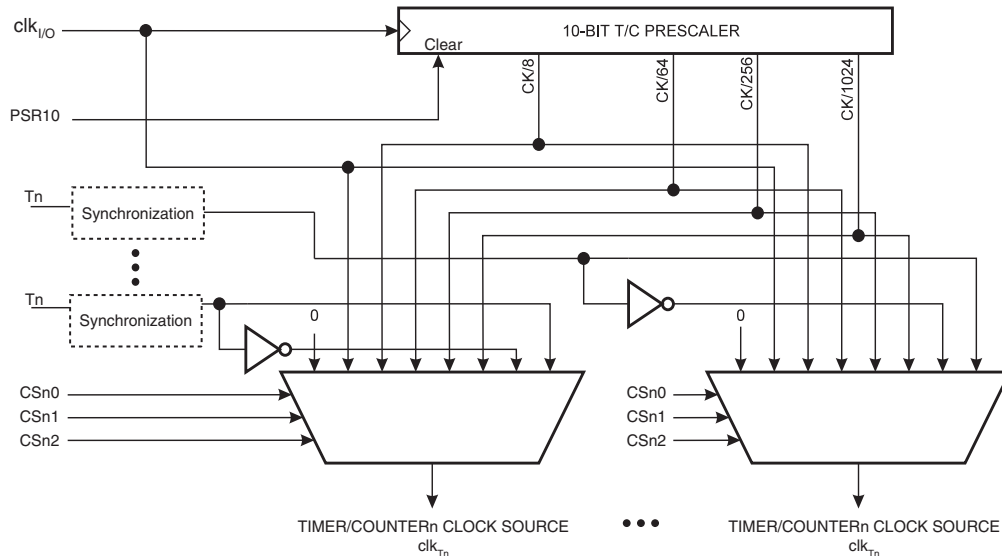 clkI/O
10-BIT T/C PRESCALER
Clear
CK/8
CK/64
CK/256
CK/1024
PSR10
Tn
Synchronization
Tn
Synchronization
0
0
CSn0
CSn1
CSn2
CSn0
CSn1
CSn2
TIMER/COUNTERn CLOCK SOURCE
clkTn
TIMER/COUNTERn CLOCK SOURCE
clkTn